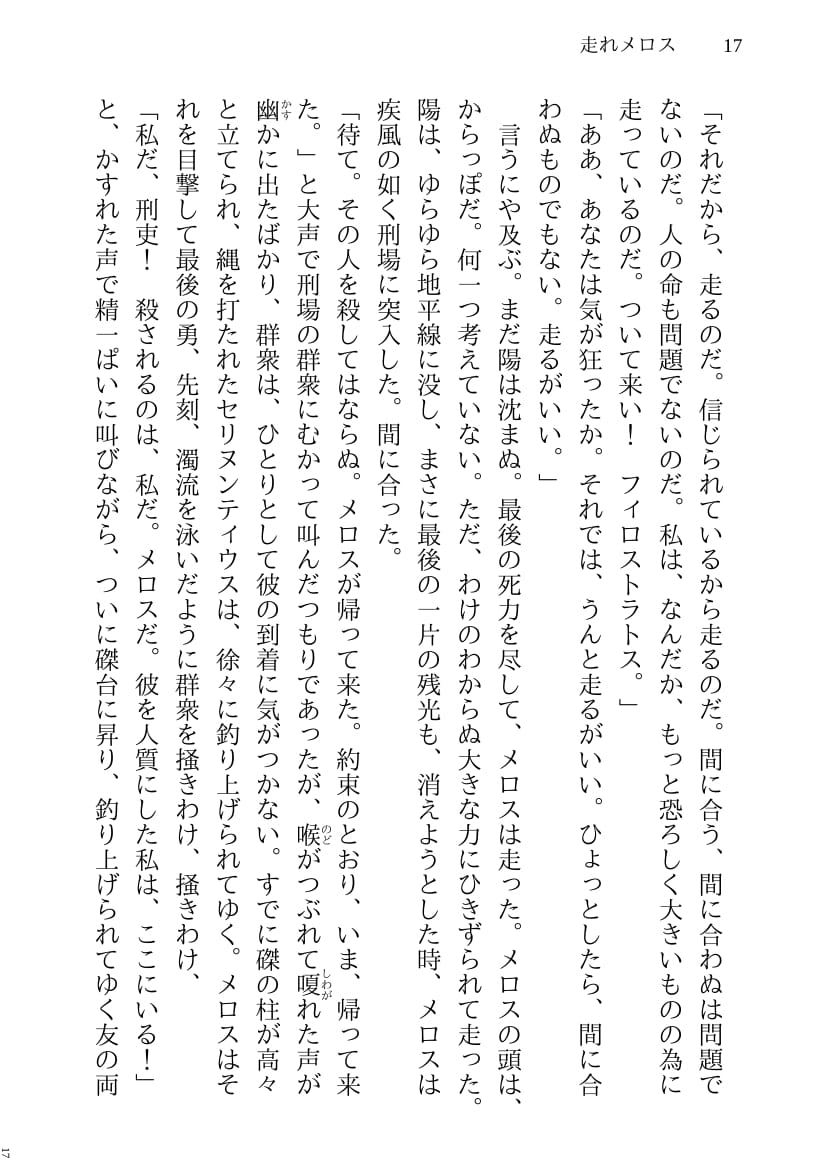 走れメロス 17
「それだから、走るのだ。信じられているから走るのだ。間に合う、間に合わぬは問題で
ないのだ。人の命も問題でないのだ。私は、なんだか、もっと恐ろしく大きいものの為に
走っているのだ。ついて来い！　フィロストラトス。」
「ああ、あなたは気が狂ったか。それでは、うんと走るがいい。ひょっとしたら、間に合
わぬものでもない。走るがいい。」
　言うにや及ぶ。まだ陽は沈まぬ。最後の死力を尽して、メロスは走った。メロスの頭は、
からっぽだ。何一つ考えていない。ただ、わけのわからぬ大きな力にひきずられて走った。
陽は、ゆらゆら地平線に没し、まさに最後の一片の残光も、消えようとした時、メロスは
疾風の如く刑場に突入した。間に合った。
「待て。その人を殺してはならぬ。メロスが帰って来た。約束のとおり、いま、帰って来
た。」と大声で刑場の群衆にむかって叫んだつもりであったが、喉のどがつぶれて嗄しわがれた声が
幽かすかに出たばかり、群衆は、ひとりとして彼の到着に気がつかない。すでに磔の柱が高々
と立てられ、縄を打たれたセリヌンティウスは、徐々に釣り上げられてゆく。メロスはそ
れを目撃して最後の勇、先刻、濁流を泳いだように群衆を掻きわけ、掻きわけ、
「私だ、刑吏！　殺されるのは、私だ。メロスだ。彼を人質にした私は、ここにいる！」
と、かすれた声で精一ぱいに叫びながら、ついに磔台に昇り、釣り上げられてゆく友の両
17